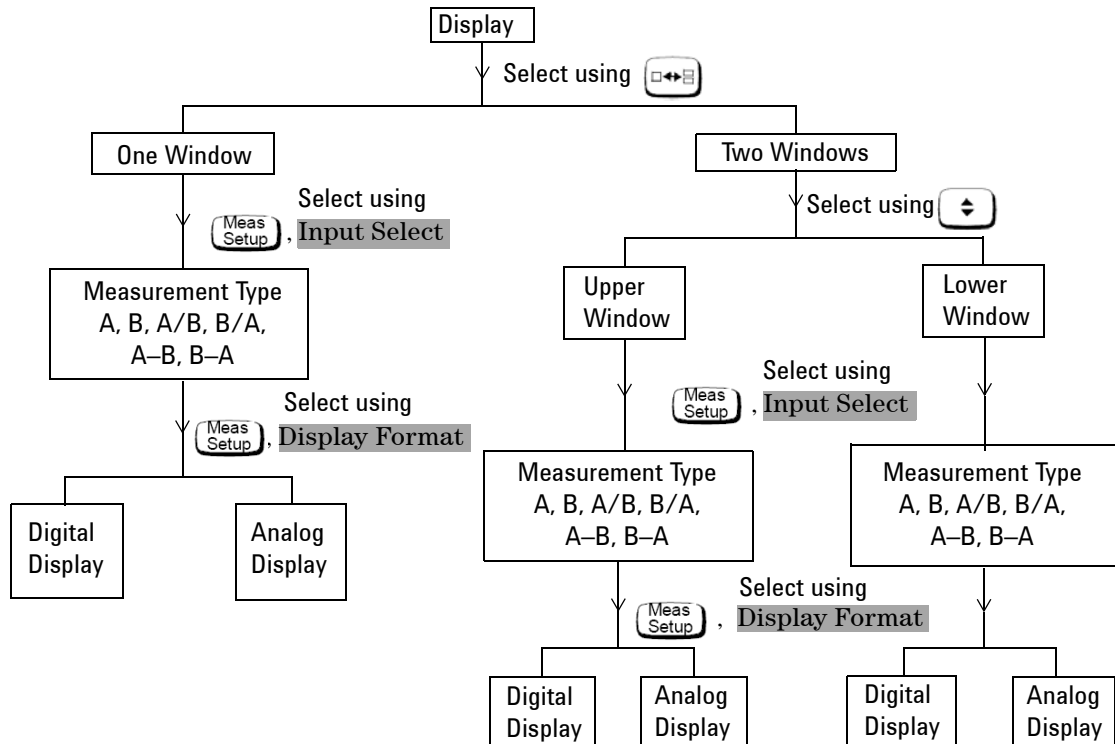 Display
Select using
One Window
Two Windows
Select using
Meas
Setup , Input Select
Select using
Upper
Window
Lower
Window
Measurement Type
A, B, A/B, B/A,
A–B, B–A
Select using
Meas
Setup , Input Select
Select using
Meas
Setup , Display Format
Measurement Type
A, B, A/B, B/A,
A–B, B–A
Measurement Type
A, B, A/B, B/A,
A–B, B–A
Digital
Display
Analog
Display
Select using
Meas
Setup , Display Format
Digital
Display
Analog
Display
Digital
Display
Analog
Display